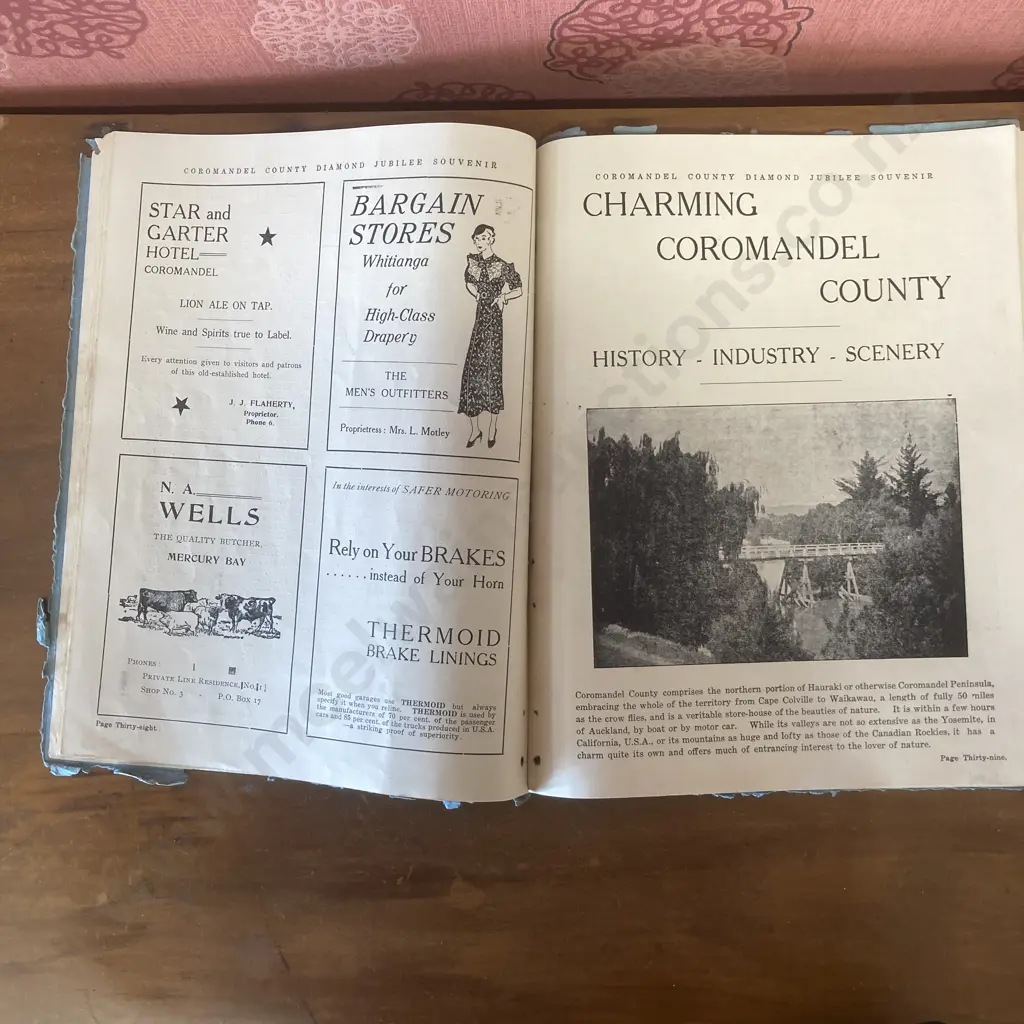 COROMANDEL COUNTY DIAMOND JUBILEE SOUVENIR
STAR and
GARTER
HOTEL
COROMANDEL
LION ALE ON TAP.
Wine and Spirits true to Label.
Every attention given to visitors and patrons
of this old-established hotel.
J. J. FLAHERTY,
Proprietor.
Phone 6.
BARGAIN
STORES
Whitianga
for
High-Class
Drapery
THE
MEN'S OUTFITTERS
Proprietress: Mrs. L. Motley
N. A.
WELLS
THE QUALITY BUTCHER,
MERCURY BAY
PHONES:
PRIVATE LINE RESIDENCE,
SHOP NO. 3 - P.O. BOX 17
In the interests of SAFER MOTORING
Rely on Your BRAKES
......instead of Your Horn
THERMOID
BRAKE LININGS
Most good garages use THERMOID but always
specify it when you reline. THERMOID is used by
the manufacturers of 70 per cent. of the passenger
cars and 85 per cent. of the trucks produced in U.S.A.
—a striking proof of superiority.
Page Thirty-eight
COROMANDEL COUNTY DIAMOND JUBILEE SOUVENIR
CHARMING
COROMANDEL
COUNTY
HISTORY - INDUSTRY - SCENERY
Coromandel County comprises the northern portion of Hauraki or otherwise Coromandel Peninsula,
embracing the whole of the territory from Cape Colville to Waikawau, a length of fully 50 miles
as the crow flies, and is a veritable store-house of the beauties of nature. It is within a few hours
of Auckland, by boat or by motor car. While its valleys are not so extensive as the Yosemite, in
California, U.S.A., or its mountains as huge and lofty as those of the Canadian Rockies, it has a
charm quite its own and offers much of entrancing interest to the lover of nature.
Page Thirty-nine.